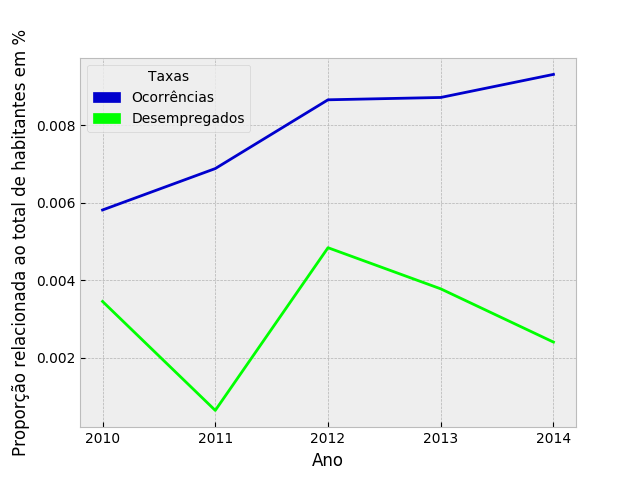 Proporção relacionada ao total de habitantes em %
Taxas
Ocorrências
Desempregados
0.008
0.006
0.004
0.002
2010 2011 2012 2013 2014
Ano